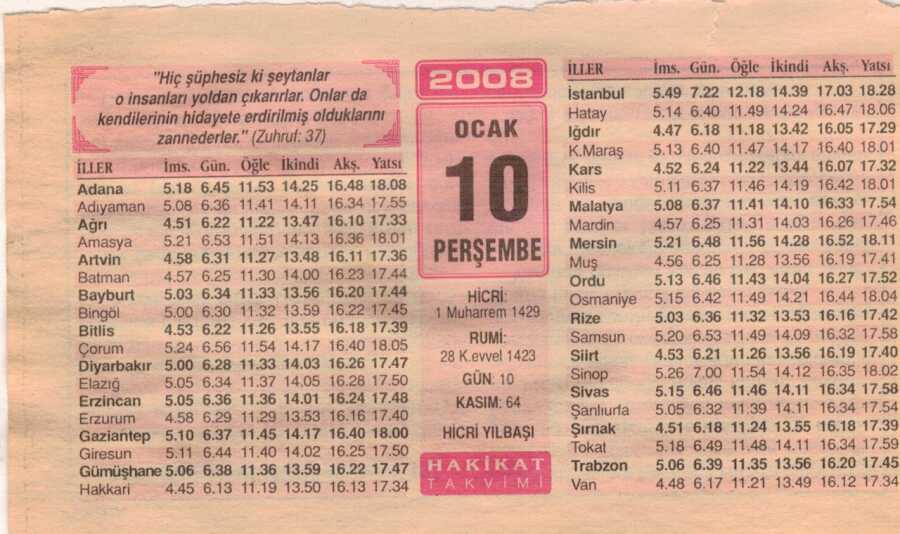 "Hiç şüphesiz ki şeytanlar
o insanları yoldan çıkarırlar. Onlar da
kendilerinin hidayete erdirilmiş olduklarını
zannederler." (Zuhruf: 37)
İLLER İms. Gün. Öğle İkindi Akş. Yatsı
Adana 5.18 6.45 11.53 14.25 16.48 18.08
Adıyaman 5.08 6.36 11.41 14.11 16.34 17.55
Ağrı 4.51 6.22 11.22 13.47 16.10 17.33
Amasya 5.21 6.53 11.51 14.13 16.36 18.01
Artvin 4.58 6.31 11.27 13.48 16.11 17.36
Batman 4.57 6.25 11.30 14.00 16.23 17.44
Bayburt 5.03 6.34 11.33 13.56 16.20 17.44
Bingöl 5.00 6.30 11.32 13.59 16.22 17.45
Bitlis 4.53 6.22 11.26 13.55 16.18 17.39
Çorum 5.24 6.56 11.54 14.17 16.40 18.05
Diyarbakır 5.00 6.28 11.33 14.03 16.26 17.47
Elazığ 5.05 6.34 11.37 14.05 16.28 17.50
Erzincan 5.05 6.36 11.36 14.01 16.24 17.48
Erzurum 4.58 6.29 11.29 13.53 16.16 17.40
Gaziantep 5.10 6.37 11.45 14.17 16.40 18.00
Giresun 5.11 6.44 11.40 14.02 16.25 17.50
Gümüşhane 5.06 6.38 11.36 13.59 16.22 17.47
Hakkari 4.45 6.13 11.19 13.50 16.13 17.34
2008
OCAK
10
PERŞEMBE
HİCRİ:
1 Muharrem 1429
RUMİ:
28 K.evvel 1423
GÜN: 10
KASIM: 64
HİCRİ YILBAŞI
HAKİKAT
TAKVİMİ
İLLER İms. Gün. Öğle İkindi Akş. Yatsı
İstanbul 5.49 7.22 12.18 14.39 17.03 18.28
Hatay 5.14 6.40 11.49 14.24 16.47 18.06
Iğdır 4.47 6.18 11.18 13.42 16.05 17.29
K.Maraş 5.13 6.40 11.47 14.17 16.40 18.01
Kars 4.52 6.24 11.22 13.44 16.07 17.32
Kilis 5.11 6.37 11.46 14.19 16.42 18.01
Malatya 5.08 6.37 11.41 14.10 16.33 17.54
Mardin 4.57 6.25 11.31 14.03 16.26 17.46
Mersin 5.21 6.48 11.56 14.28 16.52 18.11
Muş 4.56 6.25 11.28 13.56 16.19 17.41
Ordu 5.13 6.46 11.43 14.04 16.27 17.52
Osmaniye 5.15 6.42 11.49 14.21 16.44 18.04
Rize 5.03 6.36 11.32 13.53 16.16 17.42
Samsun 5.20 6.53 11.49 14.09 16.32 17.58
Siirt 4.53 6.21 11.26 13.56 16.19 17.40
Sinop 5.26 7.00 11.54 14.12 16.35 18.02
Sivas 5.15 6.46 11.46 14.11 16.34 17.58
Şanlıurfa 5.05 6.32 11.39 14.11 16.34 17.54
Şırnak 4.51 6.18 11.24 13.55 16.18 17.39
Tokat 5.18 6.49 11.48 14.11 16.34 17.59
Trabzon 5.06 6.39 11.35 13.56 16.20 17.45
Van 4.48 6.17 11.21 13.49 16.12 17.34